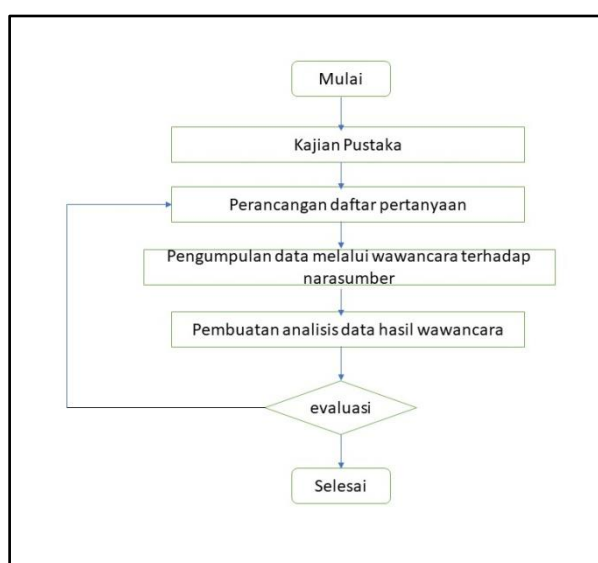 Mulai
Kajian Pustaka
Perancangan daftar pertanyaan
Pengumpulan data melalui wawancara terhadap
narasumber
Pembuatan analisis data hasil wawancara
evaluasi
Selesai